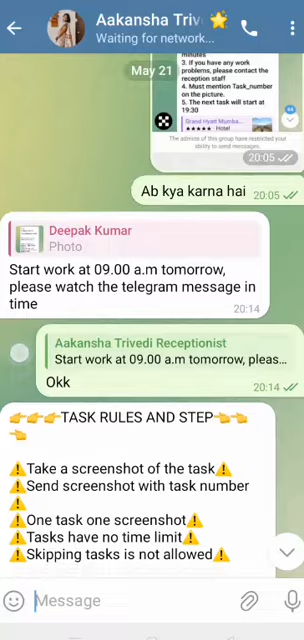 Aakansha Triv
Waiting for network...
May 21
minutes
3. If you have any work
problems, please contact the
reception staff
4. Must mention Task_number
on the picture.
5. The next task will start at
19:30
Grand Hyatt Mumba...
★★★★★ · Hotel
The admins of this group have restricted your
ability to send messages.
20:05
Ab kya karna hai
20:05
Deepak Kumar
Photo
Start work at 09.00 a.m tomorrow,
please watch the telegram message in
time
20:14
Aakansha Trivedi Receptionist
Start work at 09.00 a.m tomorrow, pleas...
Okk
20:14
👉👉👉TASK RULES AND STEP👈👈
👈
⚠️Take a screenshot of the task⚠️
⚠️Send screenshot with task number
⚠️
⚠️One task one screenshot⚠️
⚠️Tasks have no time limit⚠️
⚠️Skipping tasks is not allowed⚠️
Message